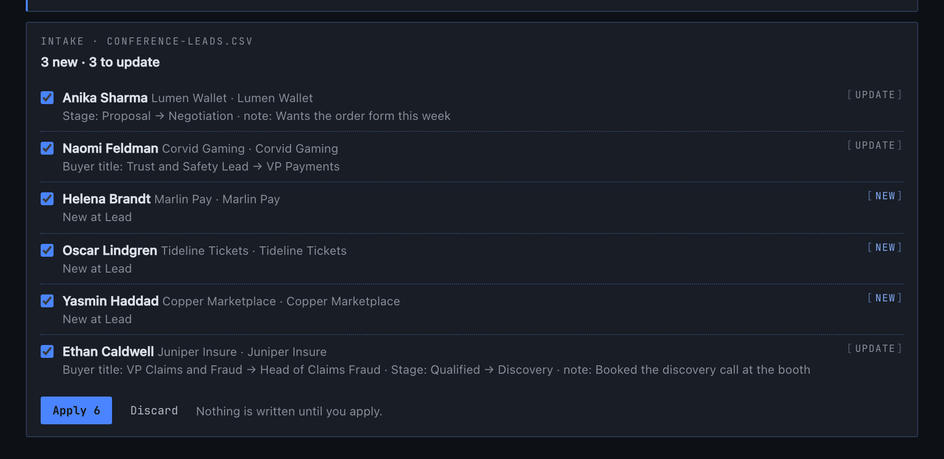 INTAKE · CONFERENCE-LEADS.CSV
3 new · 3 to update
Anika Sharma Lumen Wallet · Lumen Wallet [UPDATE]
Stage: Proposal → Negotiation · note: Wants the order form this week
Naomi Feldman Corvid Gaming · Corvid Gaming [UPDATE]
Buyer title: Trust and Safety Lead → VP Payments
Helena Brandt Marlin Pay · Marlin Pay [NEW]
New at Lead
Oscar Lindgren Tideline Tickets · Tideline Tickets [NEW]
New at Lead
Yasmin Haddad Copper Marketplace · Copper Marketplace [NEW]
New at Lead
Ethan Caldwell Juniper Insure · Juniper Insure [UPDATE]
Buyer title: VP Claims and Fraud → Head of Claims Fraud · Stage: Qualified → Discovery · note: Booked the discovery call at the booth
Apply 6 Discard Nothing is written until you apply.